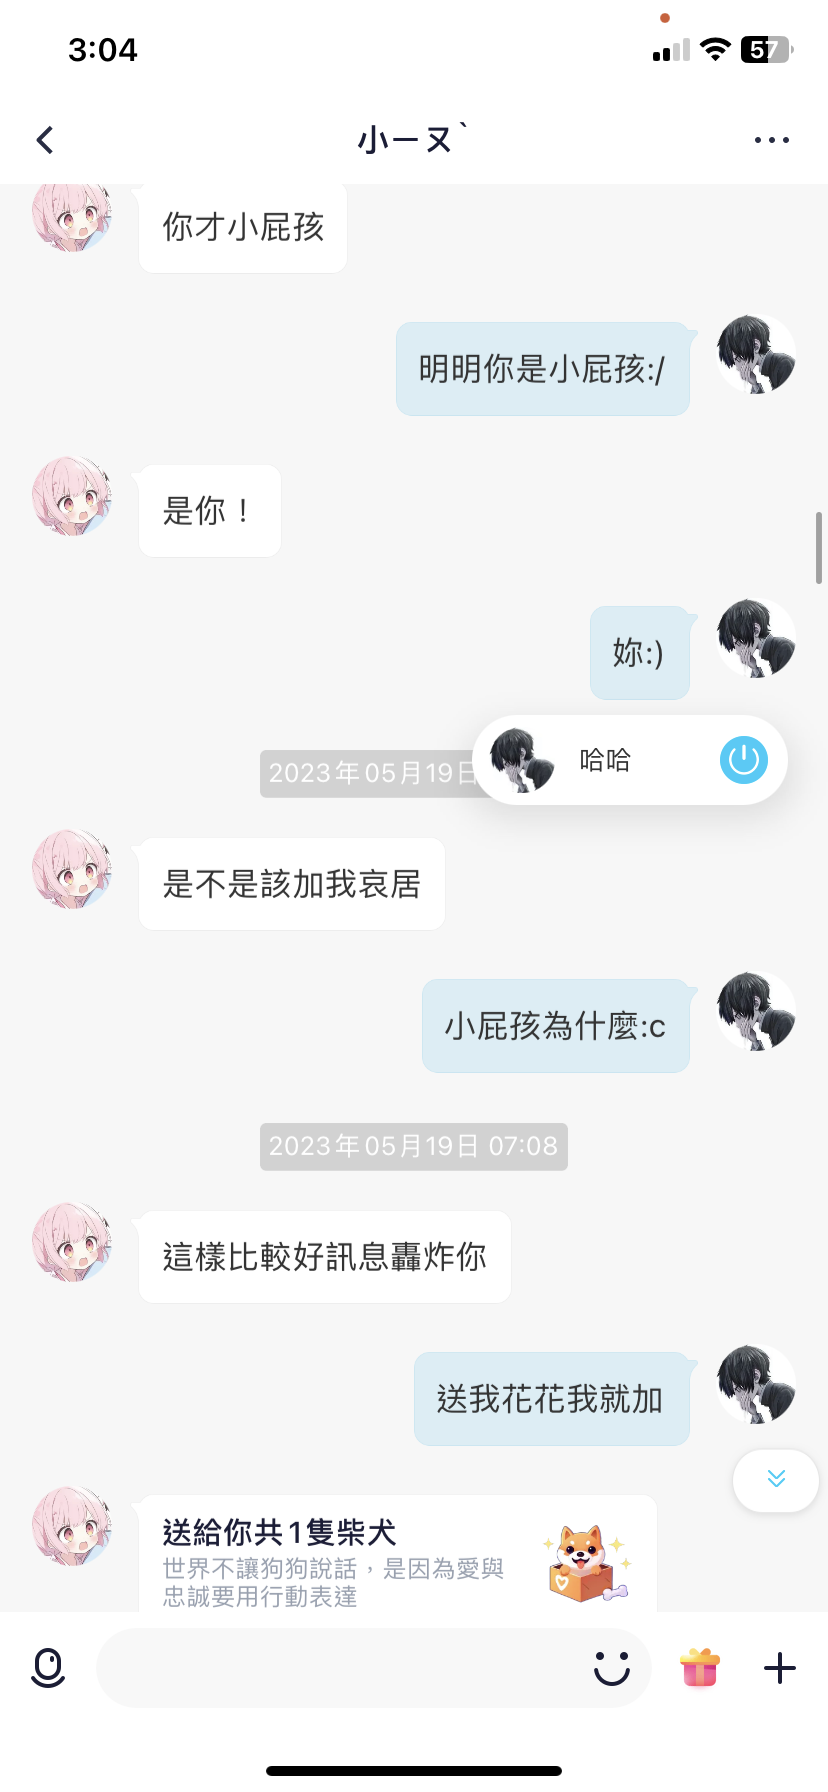 3:04
57
小ㄧㄡˋ
你才小屁孩
明明你是小屁孩:/
是你！
妳:)
2023年05月19日
哈哈
是不是該加我哀居
小屁孩為什麼:c
2023年05月19日 07:08
這樣比較好訊息轟炸你
送我花花我就加
送給你共1隻柴犬
世界不讓狗狗說話，是因為愛與
忠誠要用行動表達